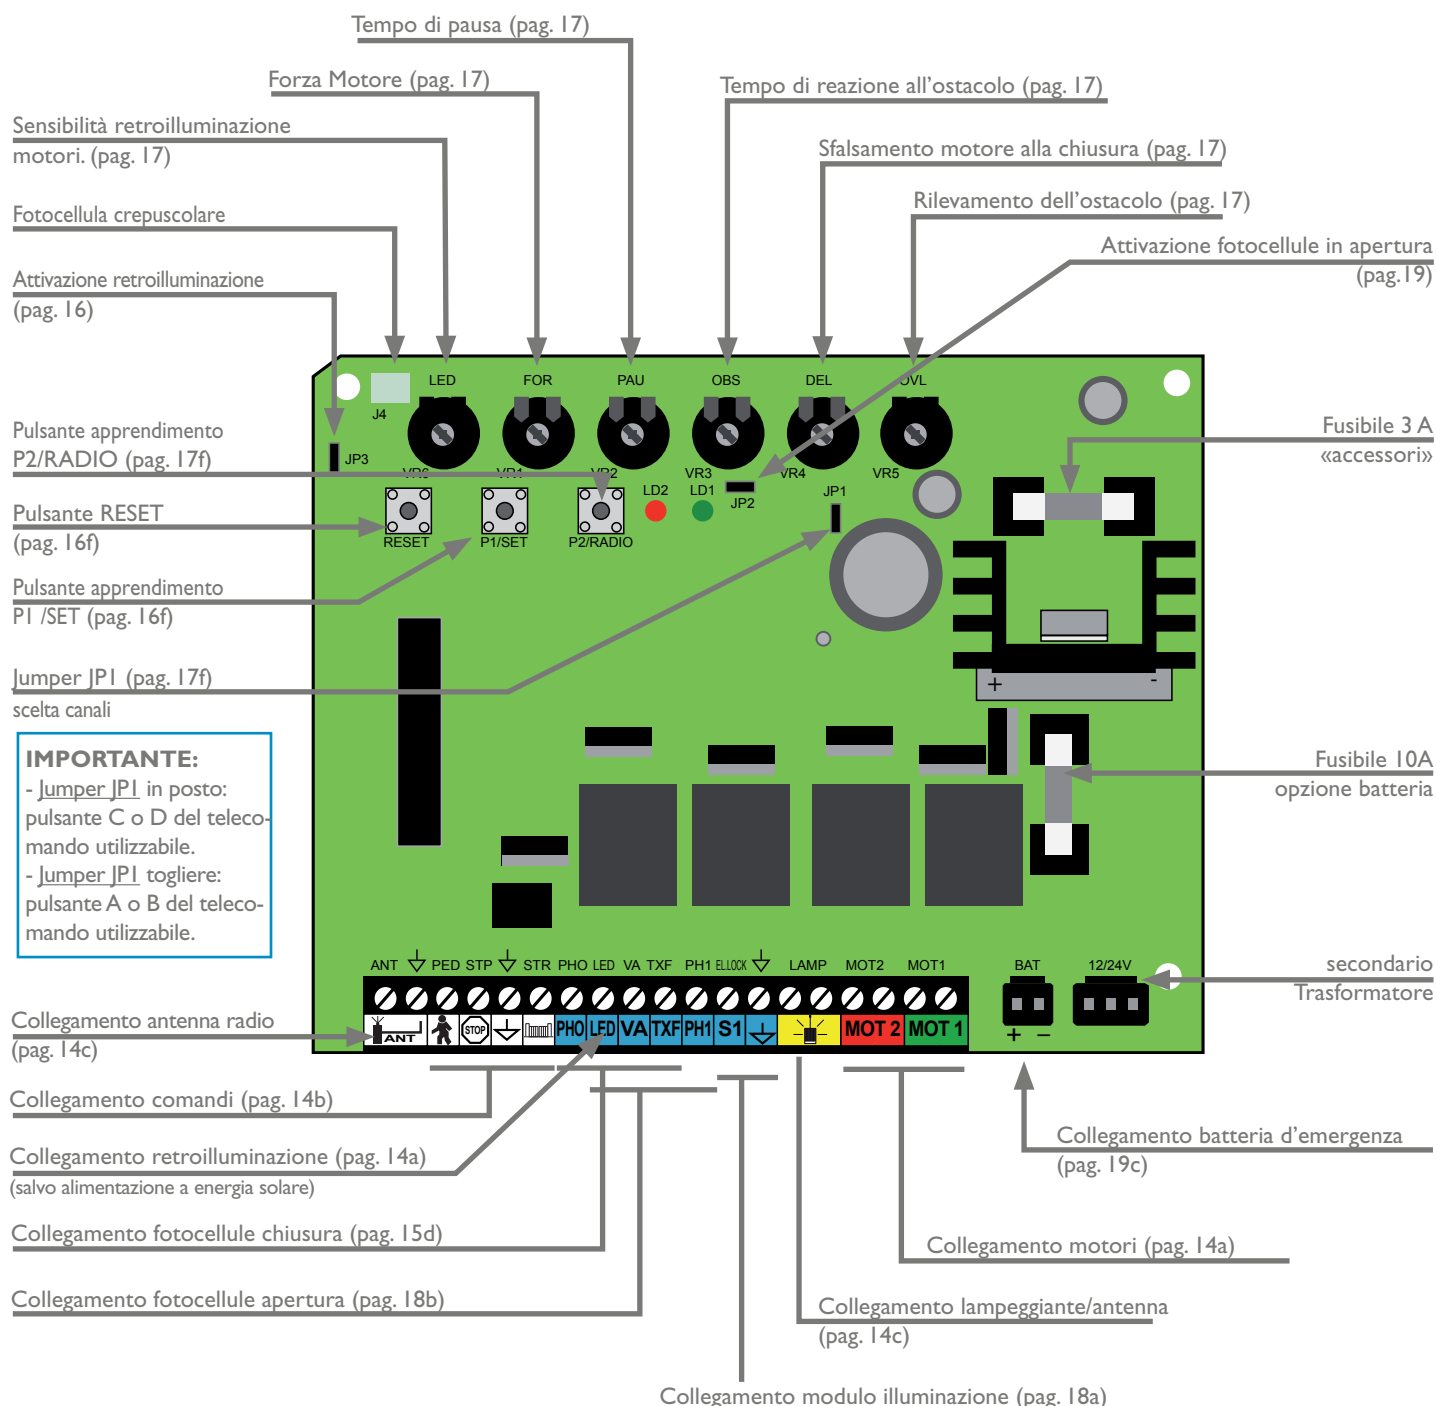 Tempo di pausa (pag. 17)
Forza Motore (pag. 17)
Tempo di reazione all'ostacolo (pag. 17)
Sensibilità retroilluminazione
motori. (pag. 17)
Sfalsamento motore alla chiusura (pag. 17)
Rilevamento dell'ostacolo (pag. 17)
Fotocellula crepuscolare
Attivazione fotocellule in apertura
(pag.19)
Attivazione retroilluminazione
(pag. 16)
LED FOR PAU OBS DEL OVL
J4
JP3
VR6 VR1 VR2 VR3 VR4 VR5
Pulsante apprendimento
P2/RADIO (pag. 17f)
Fusibile 3 A
«accessori»
LD2 LD1 JP2 JP1
Pulsante RESET
(pag. 16f)
RESET P1/SET P2/RADIO
Pulsante apprendimento
P1 /SET (pag. 16f)
Jumper JP1 (pag. 17f)
scelta canali
+ -
IMPORTANTE:
- Jumper JP1 in posto:
pulsante C o D del teleco-
mando utilizzabile.
- Jumper JP1 togliere:
pulsante A o B del teleco-
mando utilizzabile.
Fusibile 10A
opzione batteria
ANT PED STP STR PHO LED VA TXF PH1 EL.LOCK LAMP MOT2 MOT1 BAT 12/24V
secondario
Trasformatore
ANT STOP PHO LED VA TXF PH1 S1 MOT 2 MOT 1
+ −
Collegamento antenna radio
(pag. 14c)
Collegamento comandi (pag. 14b)
Collegamento batteria d'emergenza
(pag. 19c)
Collegamento retroilluminazione (pag. 14a)
(salvo alimentazione a energia solare)
Collegamento fotocellule chiusura (pag. 15d)
Collegamento motori (pag. 14a)
Collegamento fotocellule apertura (pag. 18b)
Collegamento lampeggiante/antenna
(pag. 14c)
Collegamento modulo illuminazione (pag. 18a)